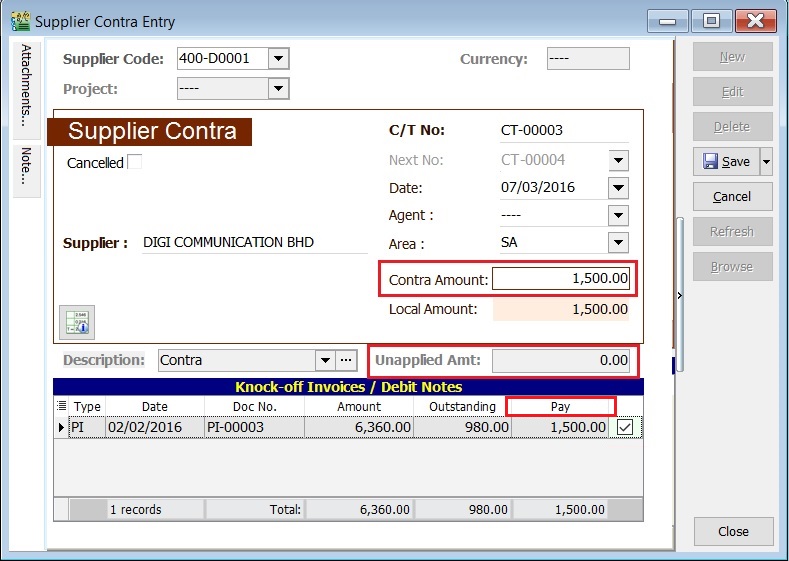 Supplier Contra Entry
Attachments...
Note...
Supplier Code: 400-D0001 Currency: ----
Project: ----
Supplier Contra
Cancelled
C/T No: CT-00003
Next No: CT-00004
Date: 07/03/2016
Agent : ----
Supplier : DIGI COMMUNICATION BHD
Area : SA
Contra Amount: 1,500.00
Local Amount: 1,500.00
Description: Contra ... Unapplied Amt: 0.00
Knock-off Invoices / Debit Notes
Type Date Doc No. Amount Outstanding Pay
PI 02/02/2016 PI-00003 6,360.00 980.00 1,500.00
1 records Total: 6,360.00 980.00 1,500.00
New
Edit
Delete
Save
Cancel
Refresh
Browse
Close